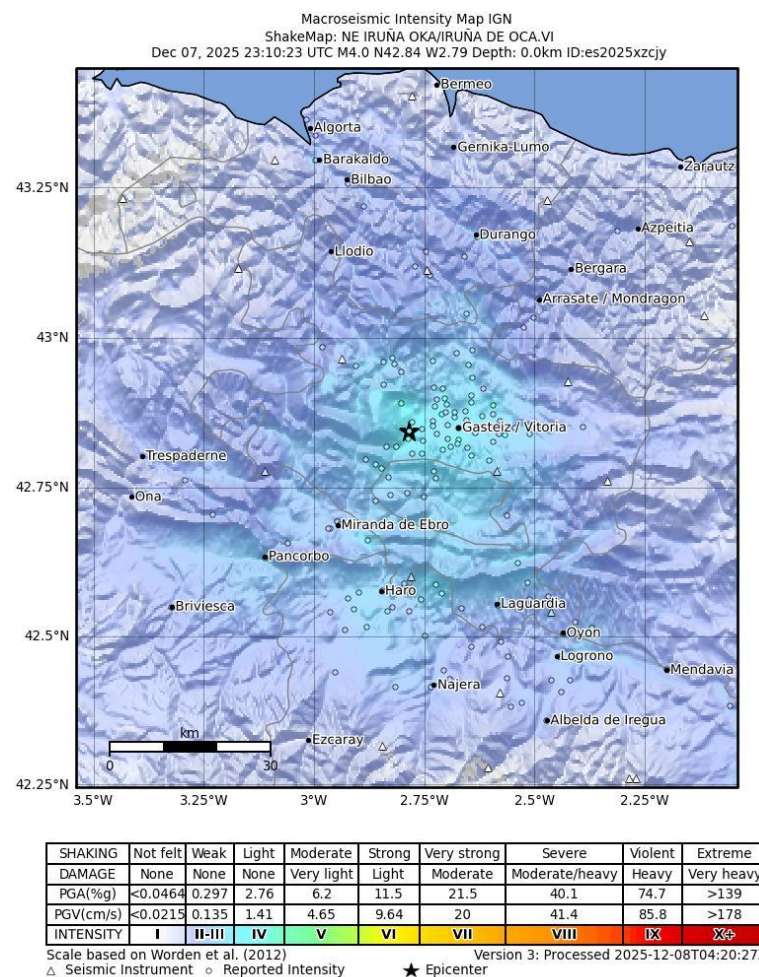 Macroseismic Intensity Map IGN
ShakeMap: NE IRUÑA OKA/IRUÑA DE OCA.VI
Dec 07, 2025 23:10:23 UTC M4.0 N42.84 W2.79 Depth: 0.0km ID:es2025xzcjy
Bermeo
Algorta
Gernika-Lumo
Barakaldo
Zarautz
43.25°N
Bilbao
Durango
Azpeitia
Llodio
Bergara
Arrasate / Mondragon
43°N
Gasteiz / Vitoria
Trespaderne
42.75°N
Ona
Miranda de Ebro
Pancorbo
Haro
Briviesca
Laguardia
42.5°N
Oyon
Logrono
Mendavia
Najera
Albelda de Iregua
km
Ezcaray
0 30
42.25°N
3.5°W 3.25°W 3°W 2.75°W 2.5°W 2.25°W
SHAKING Not felt Weak Light Moderate Strong Very strong Severe Violent Extreme
DAMAGE None None None Very light Light Moderate Moderate/heavy Heavy Very heavy
PGA(%g) <0.0464 0.297 2.76 6.2 11.5 21.5 40.1 74.7 >139
PGV(cm/s) <0.0215 0.135 1.41 4.65 9.64 20 41.4 85.8 >178
INTENSITY I II-III IV V VI VII VIII IX X+
Scale based on Worden et al. (2012) Version 3: Processed 2025-12-08T04:20:27
Seismic Instrument Reported Intensity Epicenter